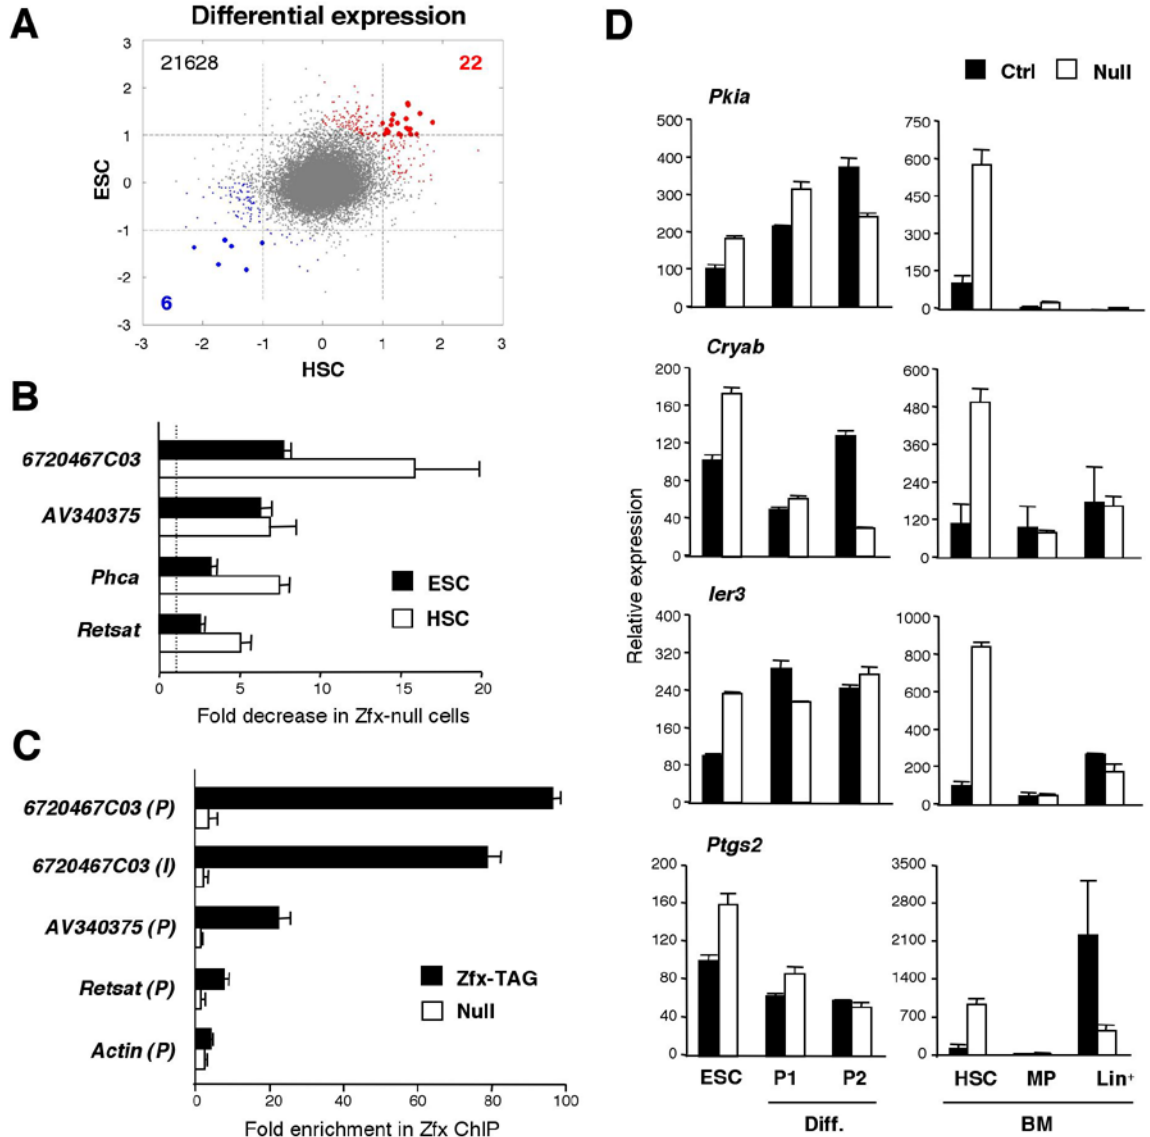 A
Differential expression
3
2
1
0
-1
-2
-3
21628
22
6
ESC
-3 -2 -1 0 1 2 3
HSC
B
6720467C03
AV340375
Phca
Retsat
ESC
HSC
0 5 10 15 20
Fold decrease in Zfx-null cells
C
6720467C03 (P)
6720467C03 (I)
AV340375 (P)
Retsat (P)
Actin (P)
Zfx-TAG
Null
0 20 40 60 80 100
Fold enrichment in Zfx ChIP
D
Ctrl Null
Relative expression
Pkia
500
400
300
200
100
0
750
600
450
300
150
0
Cryab
200
160
120
80
40
0
600
480
360
240
120
0
Ier3
400
320
240
160
80
0
1000
800
600
400
200
0
Ptgs2
200
160
120
80
40
0
3500
2800
2100
1400
700
0
ESC P1 P2
Diff.
HSC MP Lin+
BM